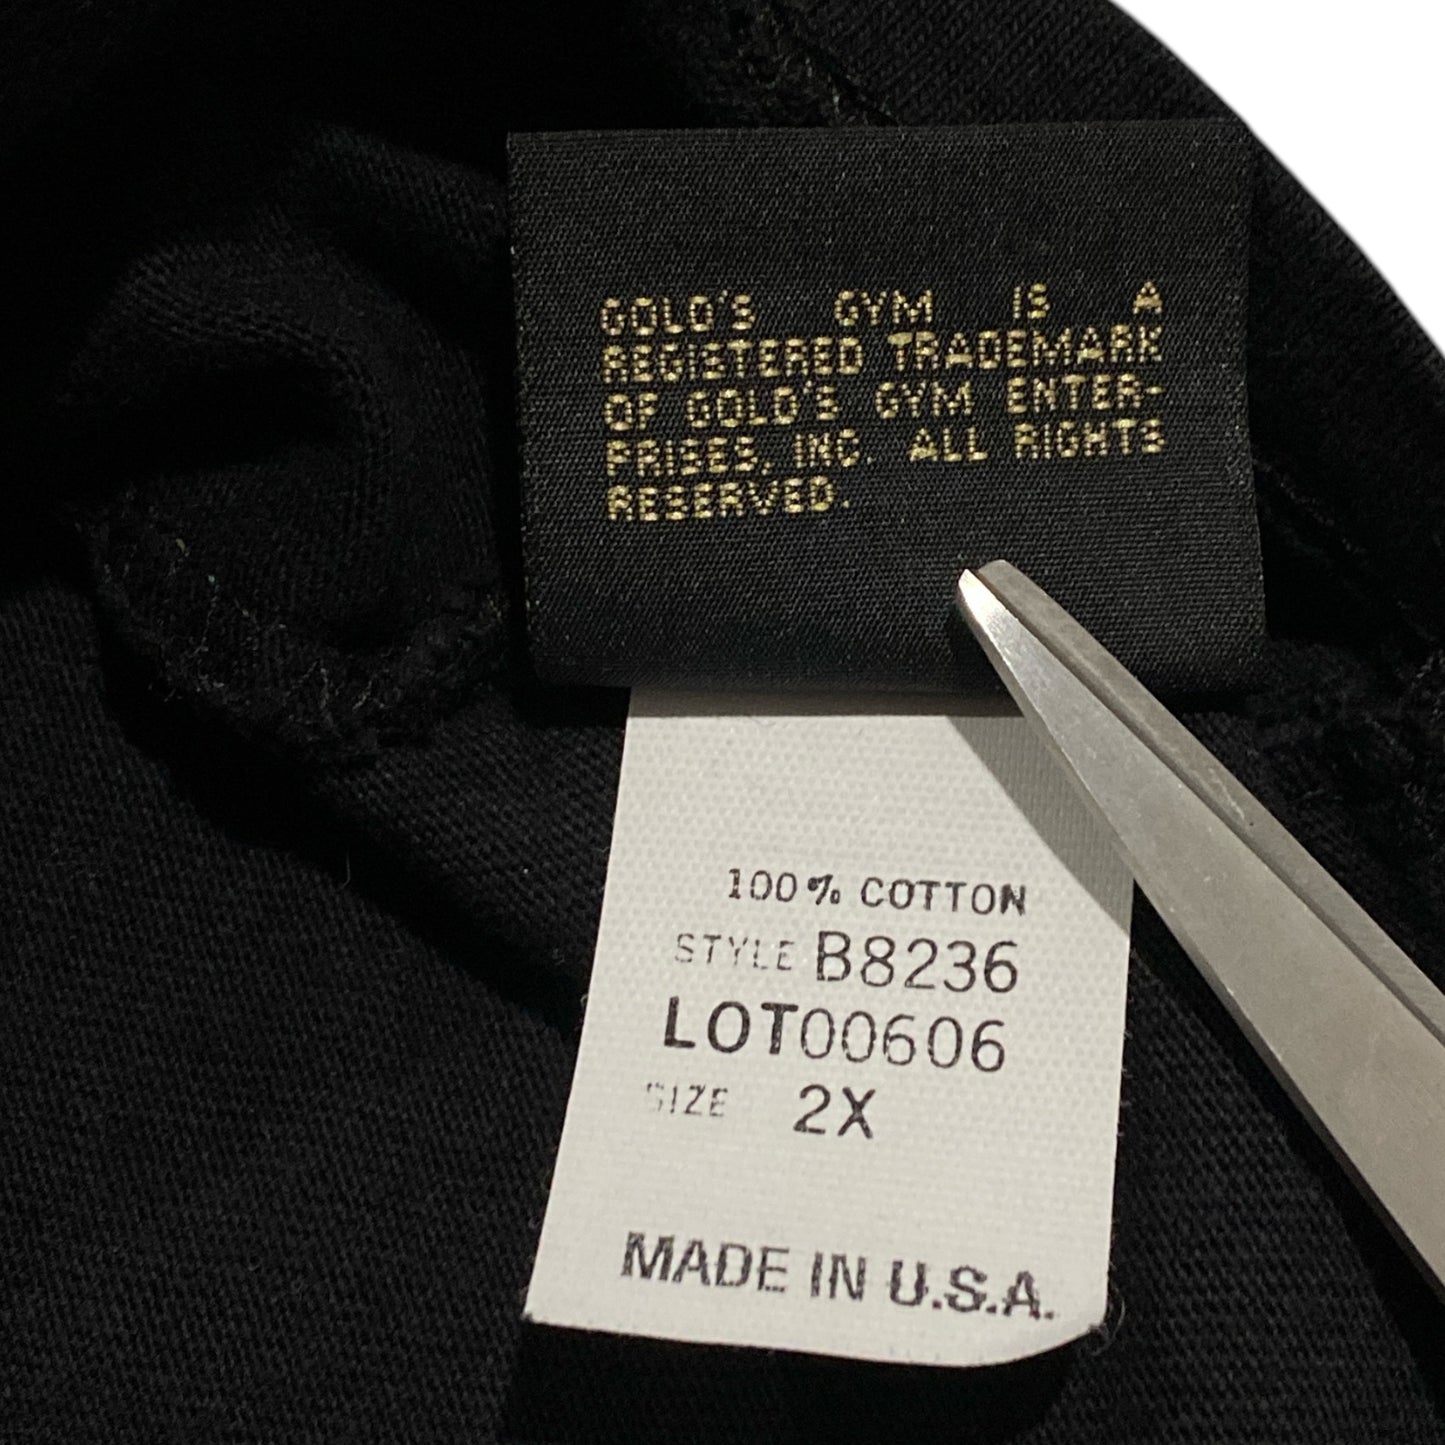 GOLD'S GYM IS A
REGISTERED TRADEMARK
OF GOLD'S GYM ENTER-
PRISES, INC. ALL RIGHTS
RESERVED.
100% COTTON
STYLE B8236
LOT00606
SIZE 2X
MADE IN U.S.A.